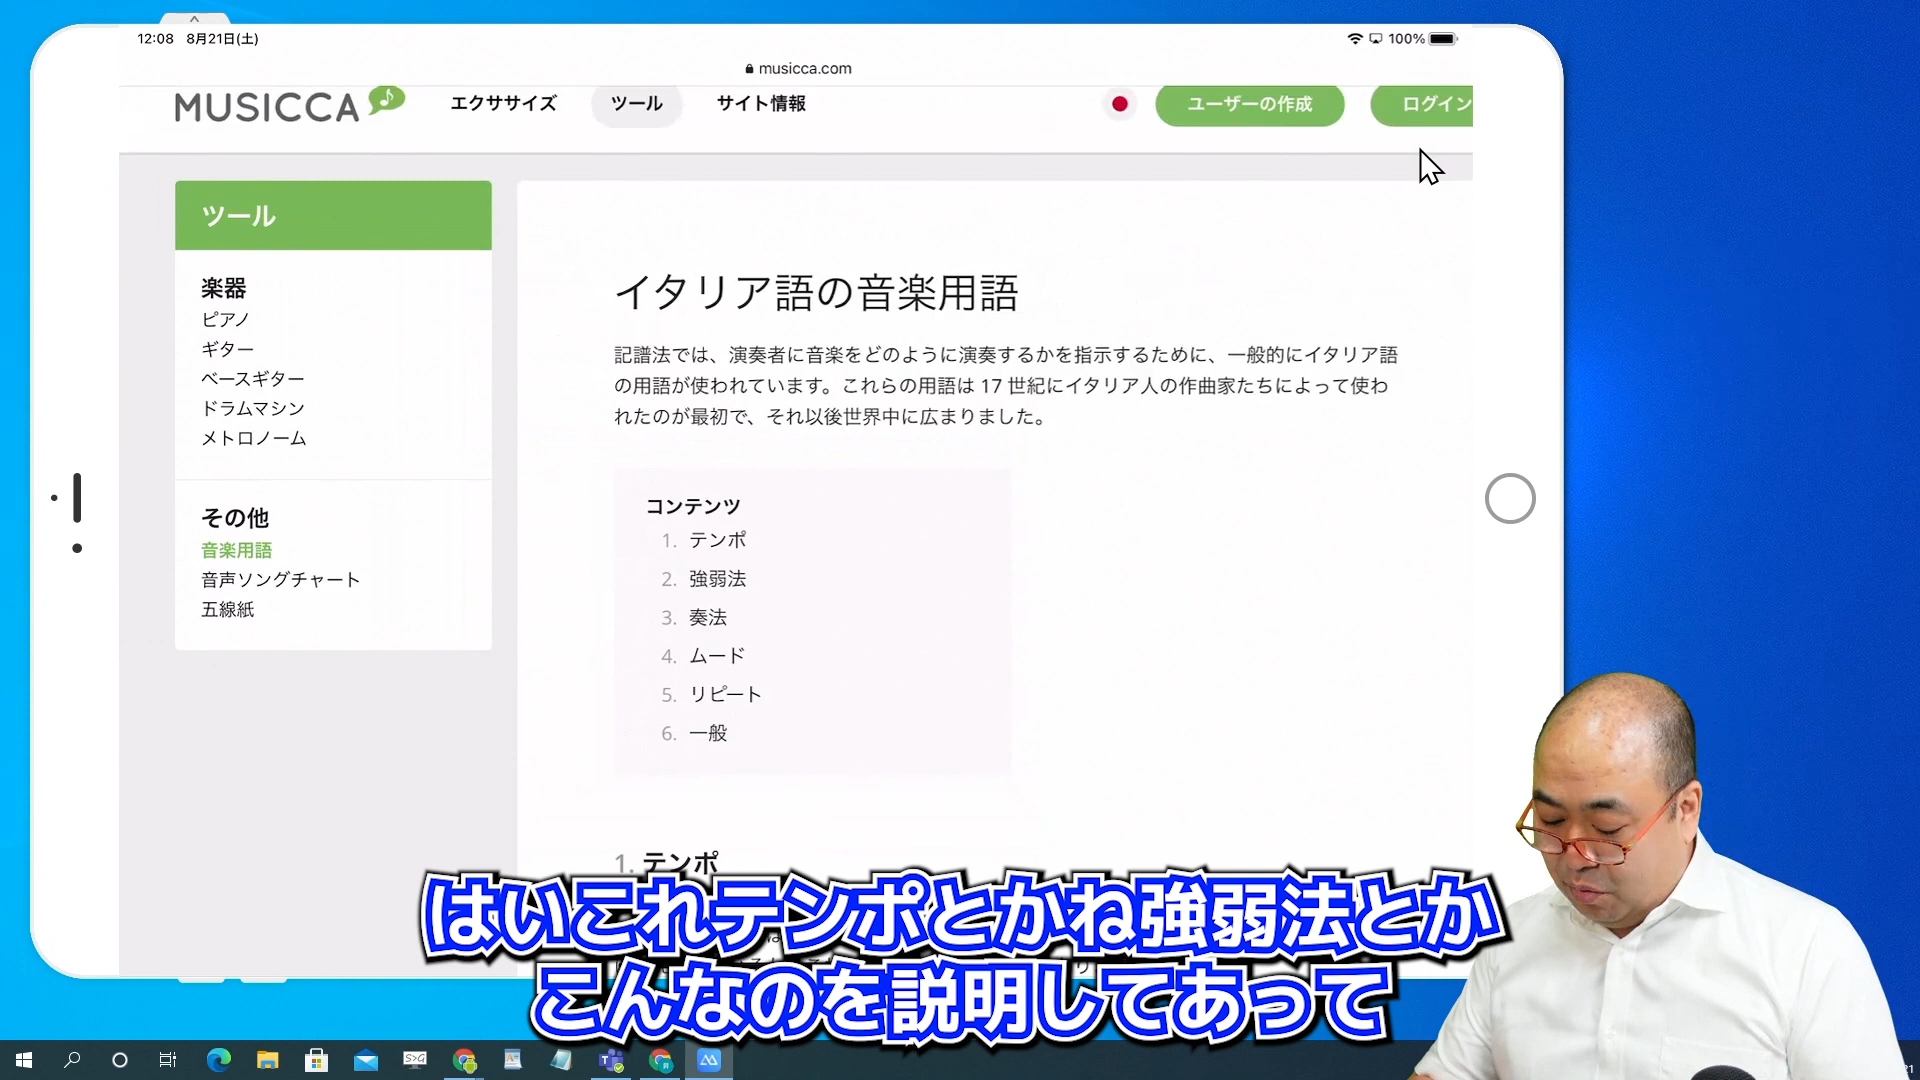 12:08 8月21日(土)
100%
musicca.com
MUSICCA
エクササイズ
ツール
サイト情報
ユーザーの作成
ログイン
ツール
楽器
ピアノ
ギター
ベースギター
ドラムマシン
メトロノーム
その他
音楽用語
音声ソングチャート
五線紙
イタリア語の音楽用語
記譜法では、演奏者に音楽をどのように演奏するかを指示するために、一般的にイタリア語
の用語が使われています。これらの用語は 17 世紀にイタリア人の作曲家たちによって使わ
れたのが最初で、それ以後世界中に広まりました。
コンテンツ
1. テンポ
2. 強弱法
3. 奏法
4. ムード
5. リピート
6. 一般
1. テンポ
はいこれテンポとかね強弱法とか
こんなのを説明してあって